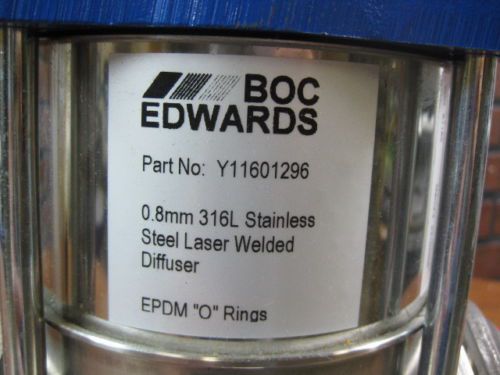 BOC
EDWARDS
Part No: Y11601296
0.8mm 316L Stainless
Steel Laser Welded
Diffuser
EPDM "O" Rings